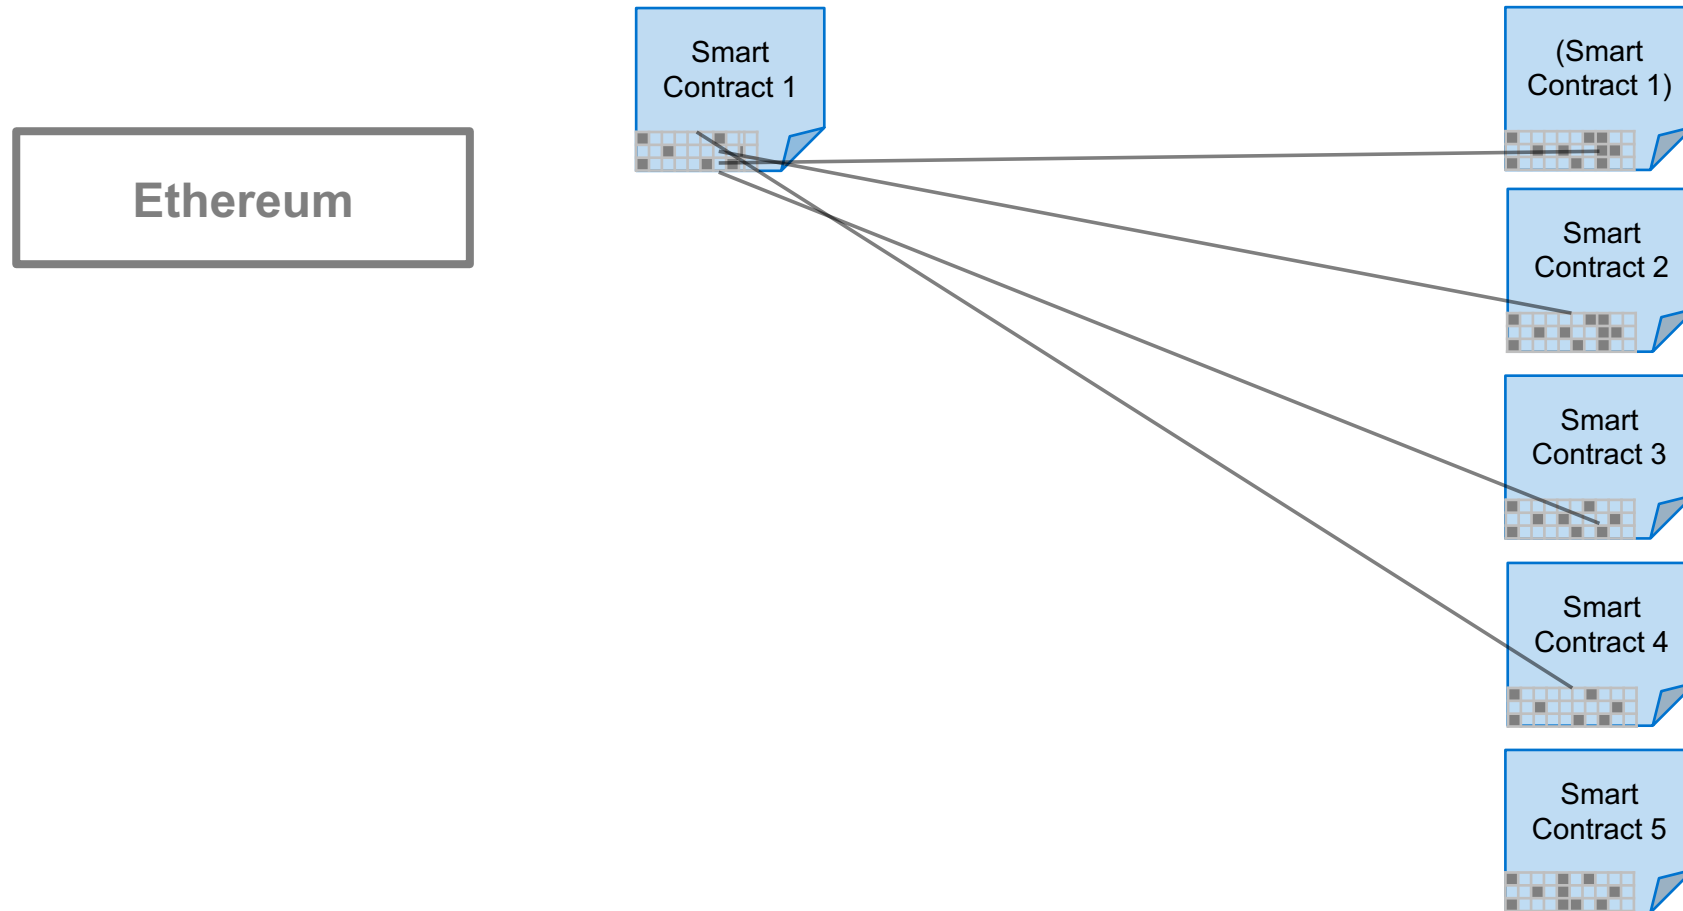 Ethereum
Smart
Contract 1
(Smart
Contract 1)
Smart
Contract 2
Smart
Contract 3
Smart
Contract 4
Smart
Contract 5